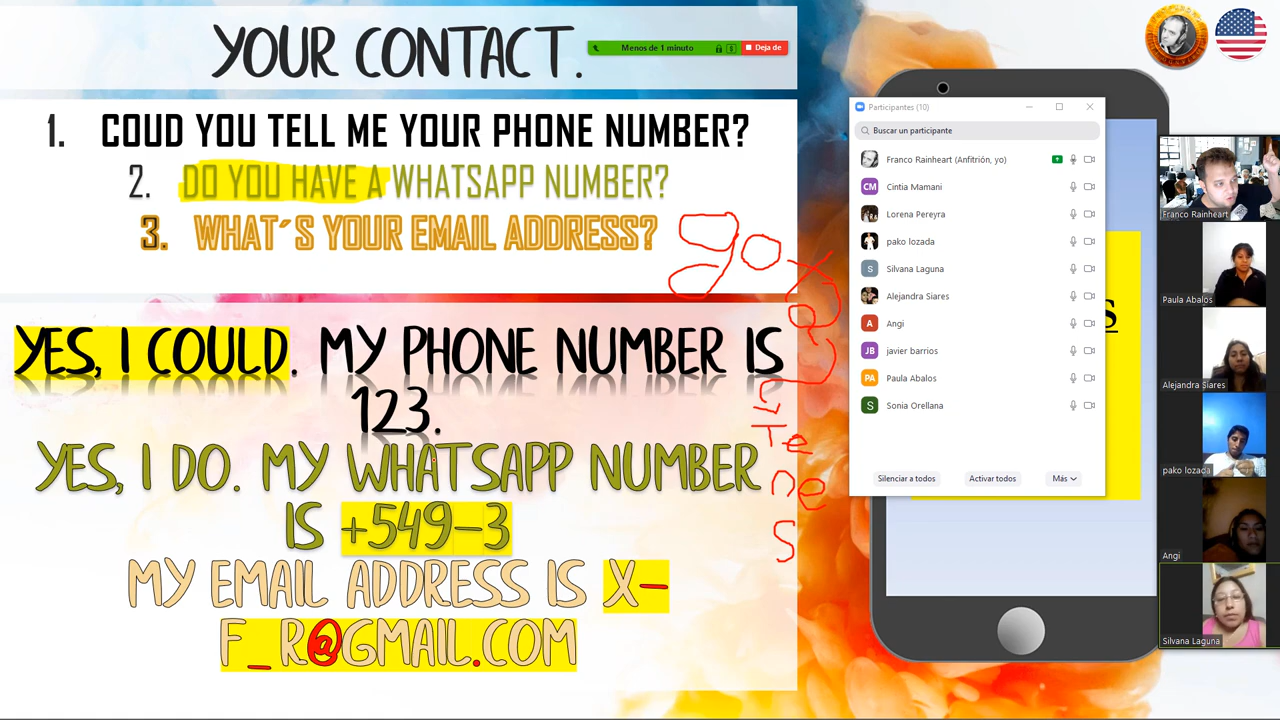 YOUR CONTACT.
Menos de 1 minuto
Deja de
1. COUD YOU TELL ME YOUR PHONE NUMBER?
2. DO YOU HAVE A WHATSAPP NUMBER?
3. WHAT´S YOUR EMAIL ADDRESS?
YES, I COULD. MY PHONE NUMBER IS
123.
YES, I DO. MY WHATSAPP NUMBER
IS +549-3
MY EMAIL ADDRESS IS X-
F_R@GMAIL.COM
Participantes (10)
Buscar un participante
Franco Rainheart (Anfitrión, yo)
CM Cintia Mamani
Lorena Pereyra
pako lozada
S Silvana Laguna
Alejandra Siares
A Angi
JB javier barrios
PA Paula Abalos
S Sonia Orellana
Silenciar a todos
Activar todos
Más
S
Franco Rainheart
Paula Abalos
Alejandra Siares
pako lozada
Angi
Silvana Laguna